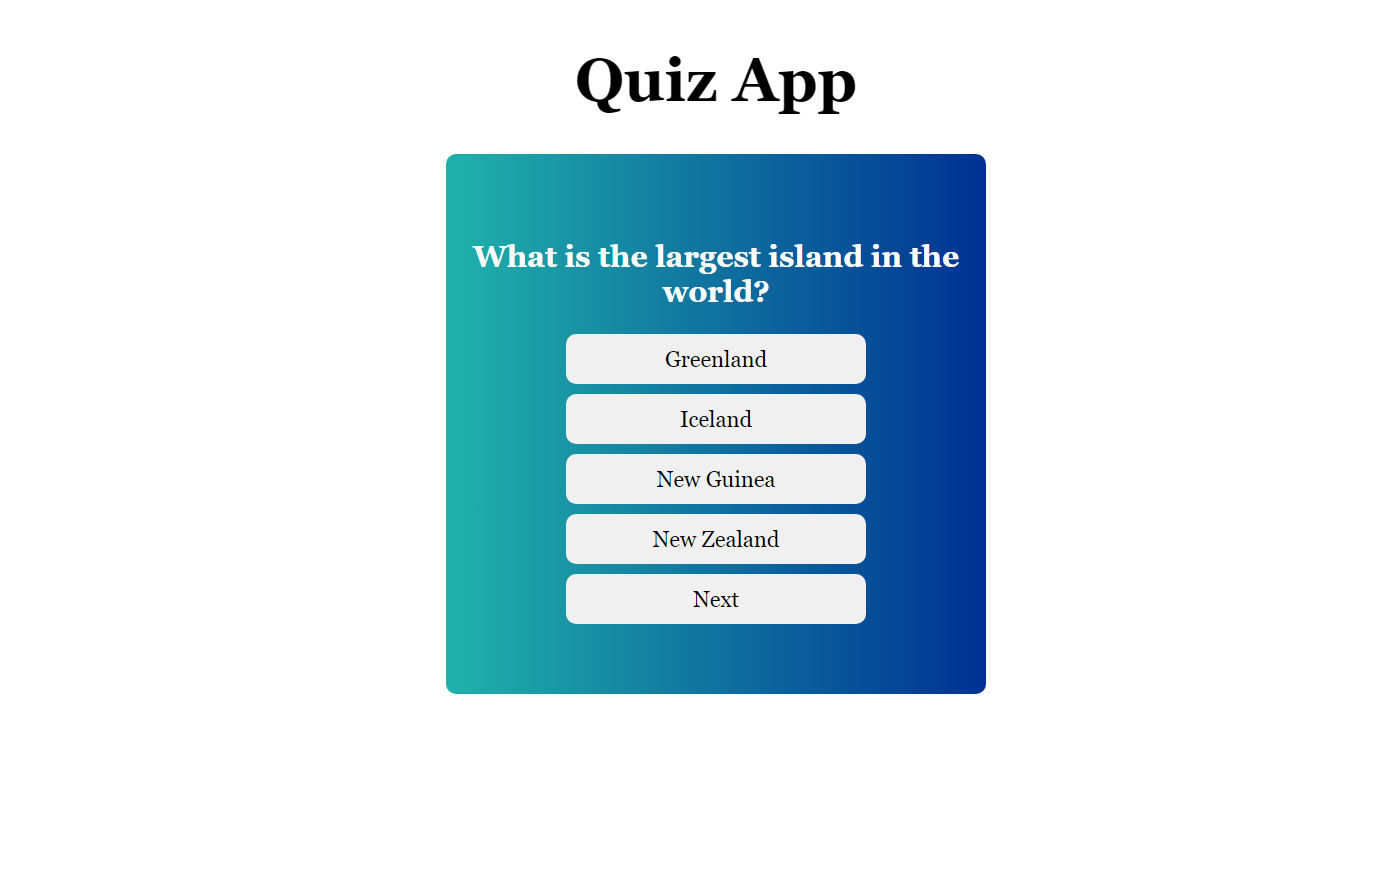 Quiz App
What is the largest island in the
world?
Greenland
Iceland
New Guinea
New Zealand
Next